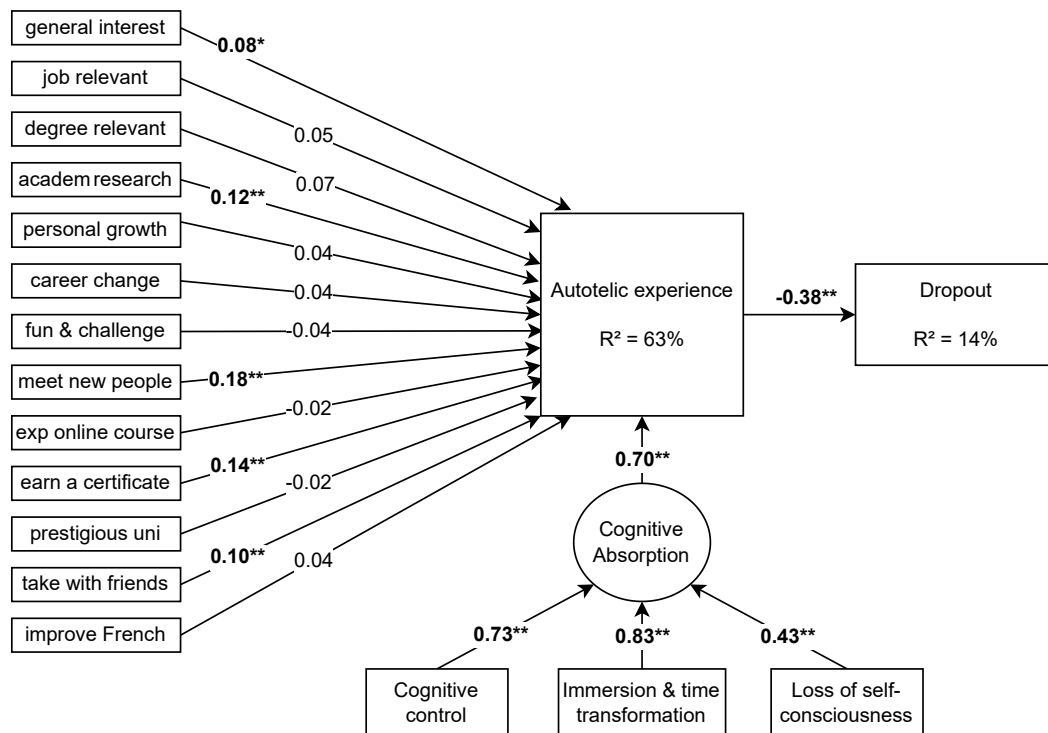 general interest
0.08*
job relevant
0.05
degree relevant
0.07
academ research
0.12**
personal growth
0.04
career change
0.04
fun & challenge
-0.04
meet new people
0.18**
exp online course
-0.02
earn a certificate
0.14**
prestigious uni
-0.02
take with friends
0.10**
improve French
0.04
Autotelic experience
R² = 63%
-0.38**
Dropout
R² = 14%
0.70**
Cognitive
Absorption
0.73**
0.83**
0.43**
Cognitive
control
Immersion & time
transformation
Loss of self-
consciousness